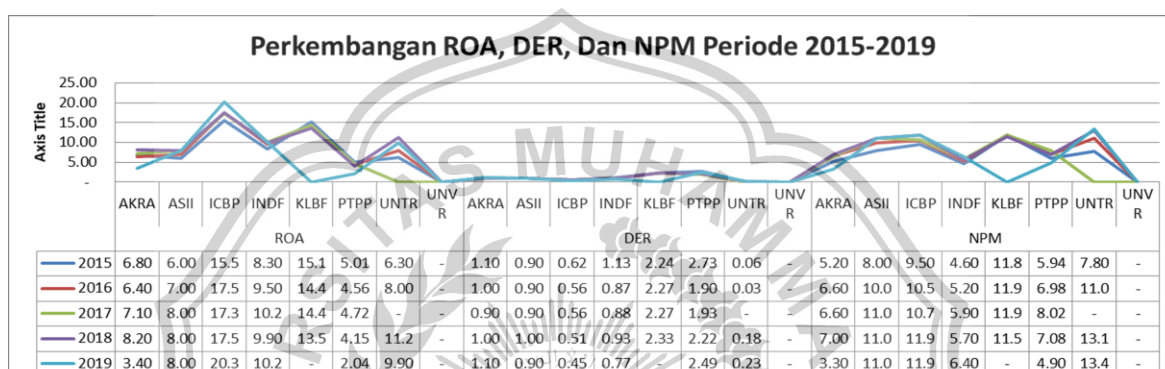 Perkembangan ROA, DER, Dan NPM Periode 2015-2019
Axis Title
25.00
20.00
15.00
10.00
5.00
-
AKRA ASII ICBP INDF KLBF PTPP UNTR UNVR AKRA ASII ICBP INDF KLBF PTPP UNTR UNVR AKRA ASII ICBP INDF KLBF PTPP UNTR UNVR
ROA DER NPM
2015 6.80 6.00 15.5 8.30 15.1 5.01 6.30 - 1.10 0.90 0.62 1.13 2.24 2.73 0.06 - 5.20 8.00 9.50 4.60 11.8 5.94 7.80 -
2016 6.40 7.00 17.5 9.50 14.4 4.56 8.00 - 1.00 0.90 0.56 0.87 2.27 1.90 0.03 - 6.60 10.0 10.5 5.20 11.9 6.98 11.0 -
2017 7.10 8.00 17.3 10.2 14.4 4.72 - - 0.90 0.90 0.56 0.88 2.27 1.93 - - 6.60 11.0 10.7 5.90 11.9 8.02 - -
2018 8.20 8.00 17.5 9.90 13.5 4.15 11.2 - 1.00 1.00 0.51 0.93 2.33 2.22 0.18 - 7.00 11.0 11.9 5.70 11.5 7.08 13.1 -
2019 3.40 8.00 20.3 10.2 - 2.04 9.90 - 1.10 0.90 0.45 0.77 - 2.49 0.23 - 3.30 11.0 11.9 6.40 - 4.90 13.4 -
RSITAS MUHAMMA